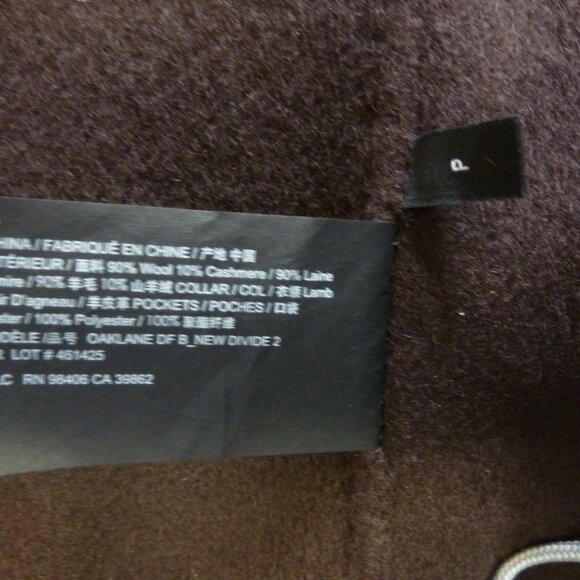 HINA / FABRIQUÉ EN CHINE / 产地 中国
TÉRIEUR / 面料 90% Wool 10% Cashmere / 90% Laine
mire / 90% 羊毛 10% 山羊绒 COLLAR / COL / 衣领 Lamb
ir D'agneau / 羊皮革 POCKETS / POCHES / 口袋
ster / 100% Polyester / 100% 聚酯纤维
ODÈLE / 品号 OAKLANE DF B_NEW DIVIDE 2
LOT # 461425
LC RN 98406 CA 39862
P